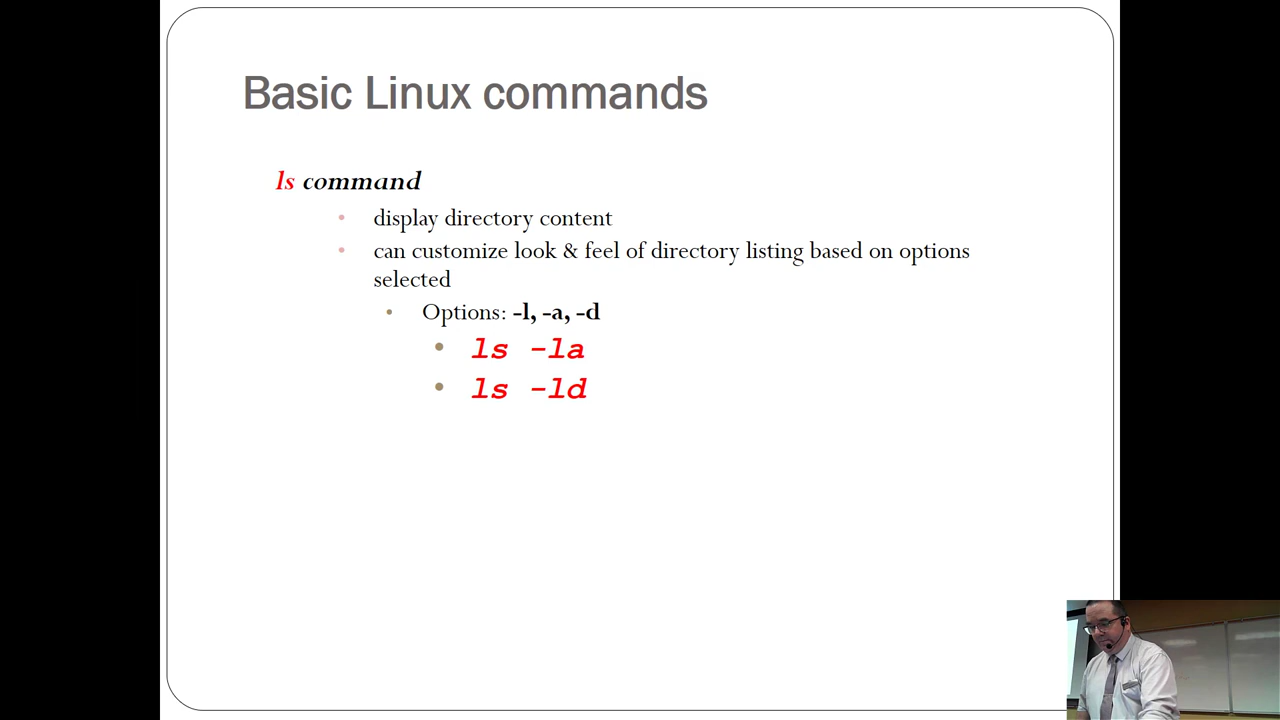 Basic Linux commands
ls command
• display directory content
• can customize look & feel of directory listing based on options
selected
• Options: -l, -a, -d
• ls -la
• ls -ld